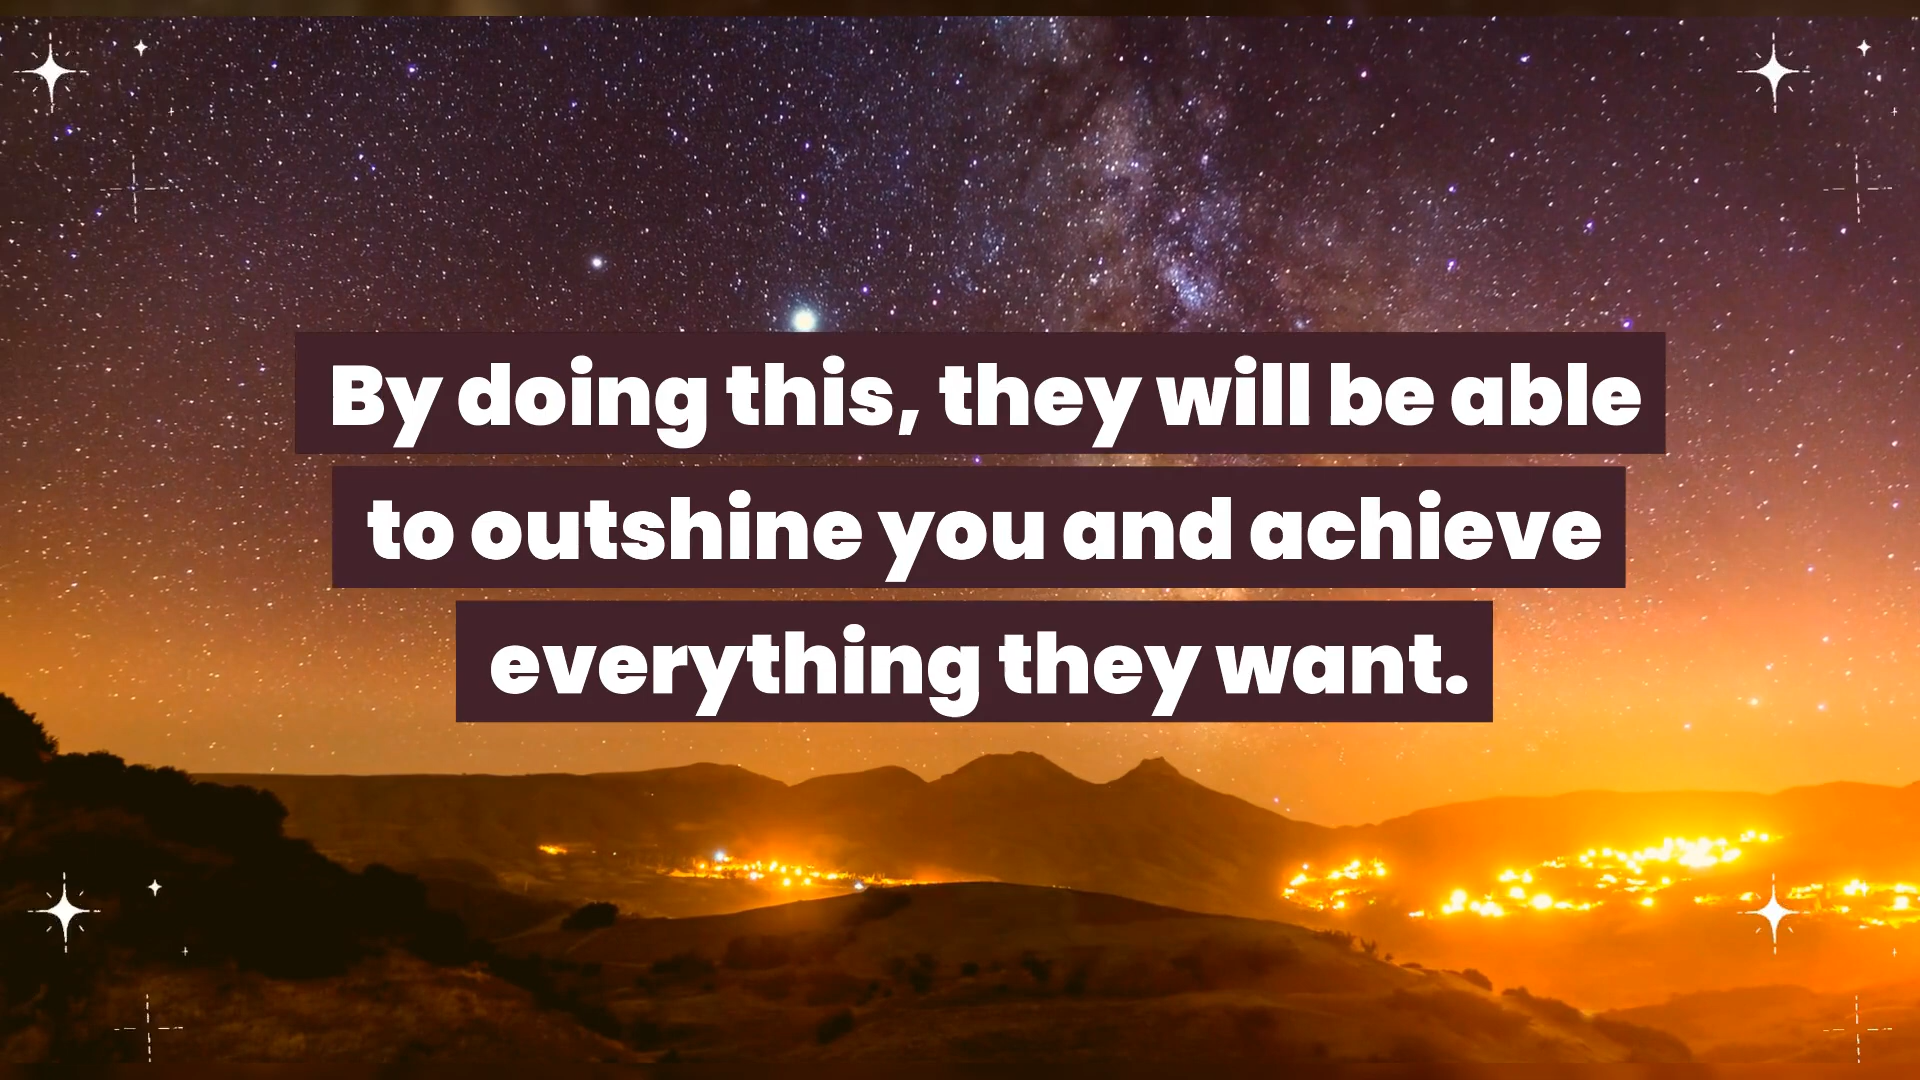 By doing this, they will be able
to outshine you and achieve
everything they want.